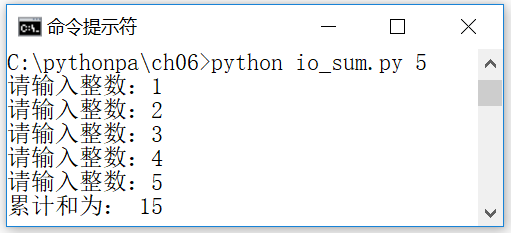 命令提示符
C:\pythonpa\ch06>python io_sum.py 5
请输入整数：1
请输入整数：2
请输入整数：3
请输入整数：4
请输入整数：5
累计和为： 15